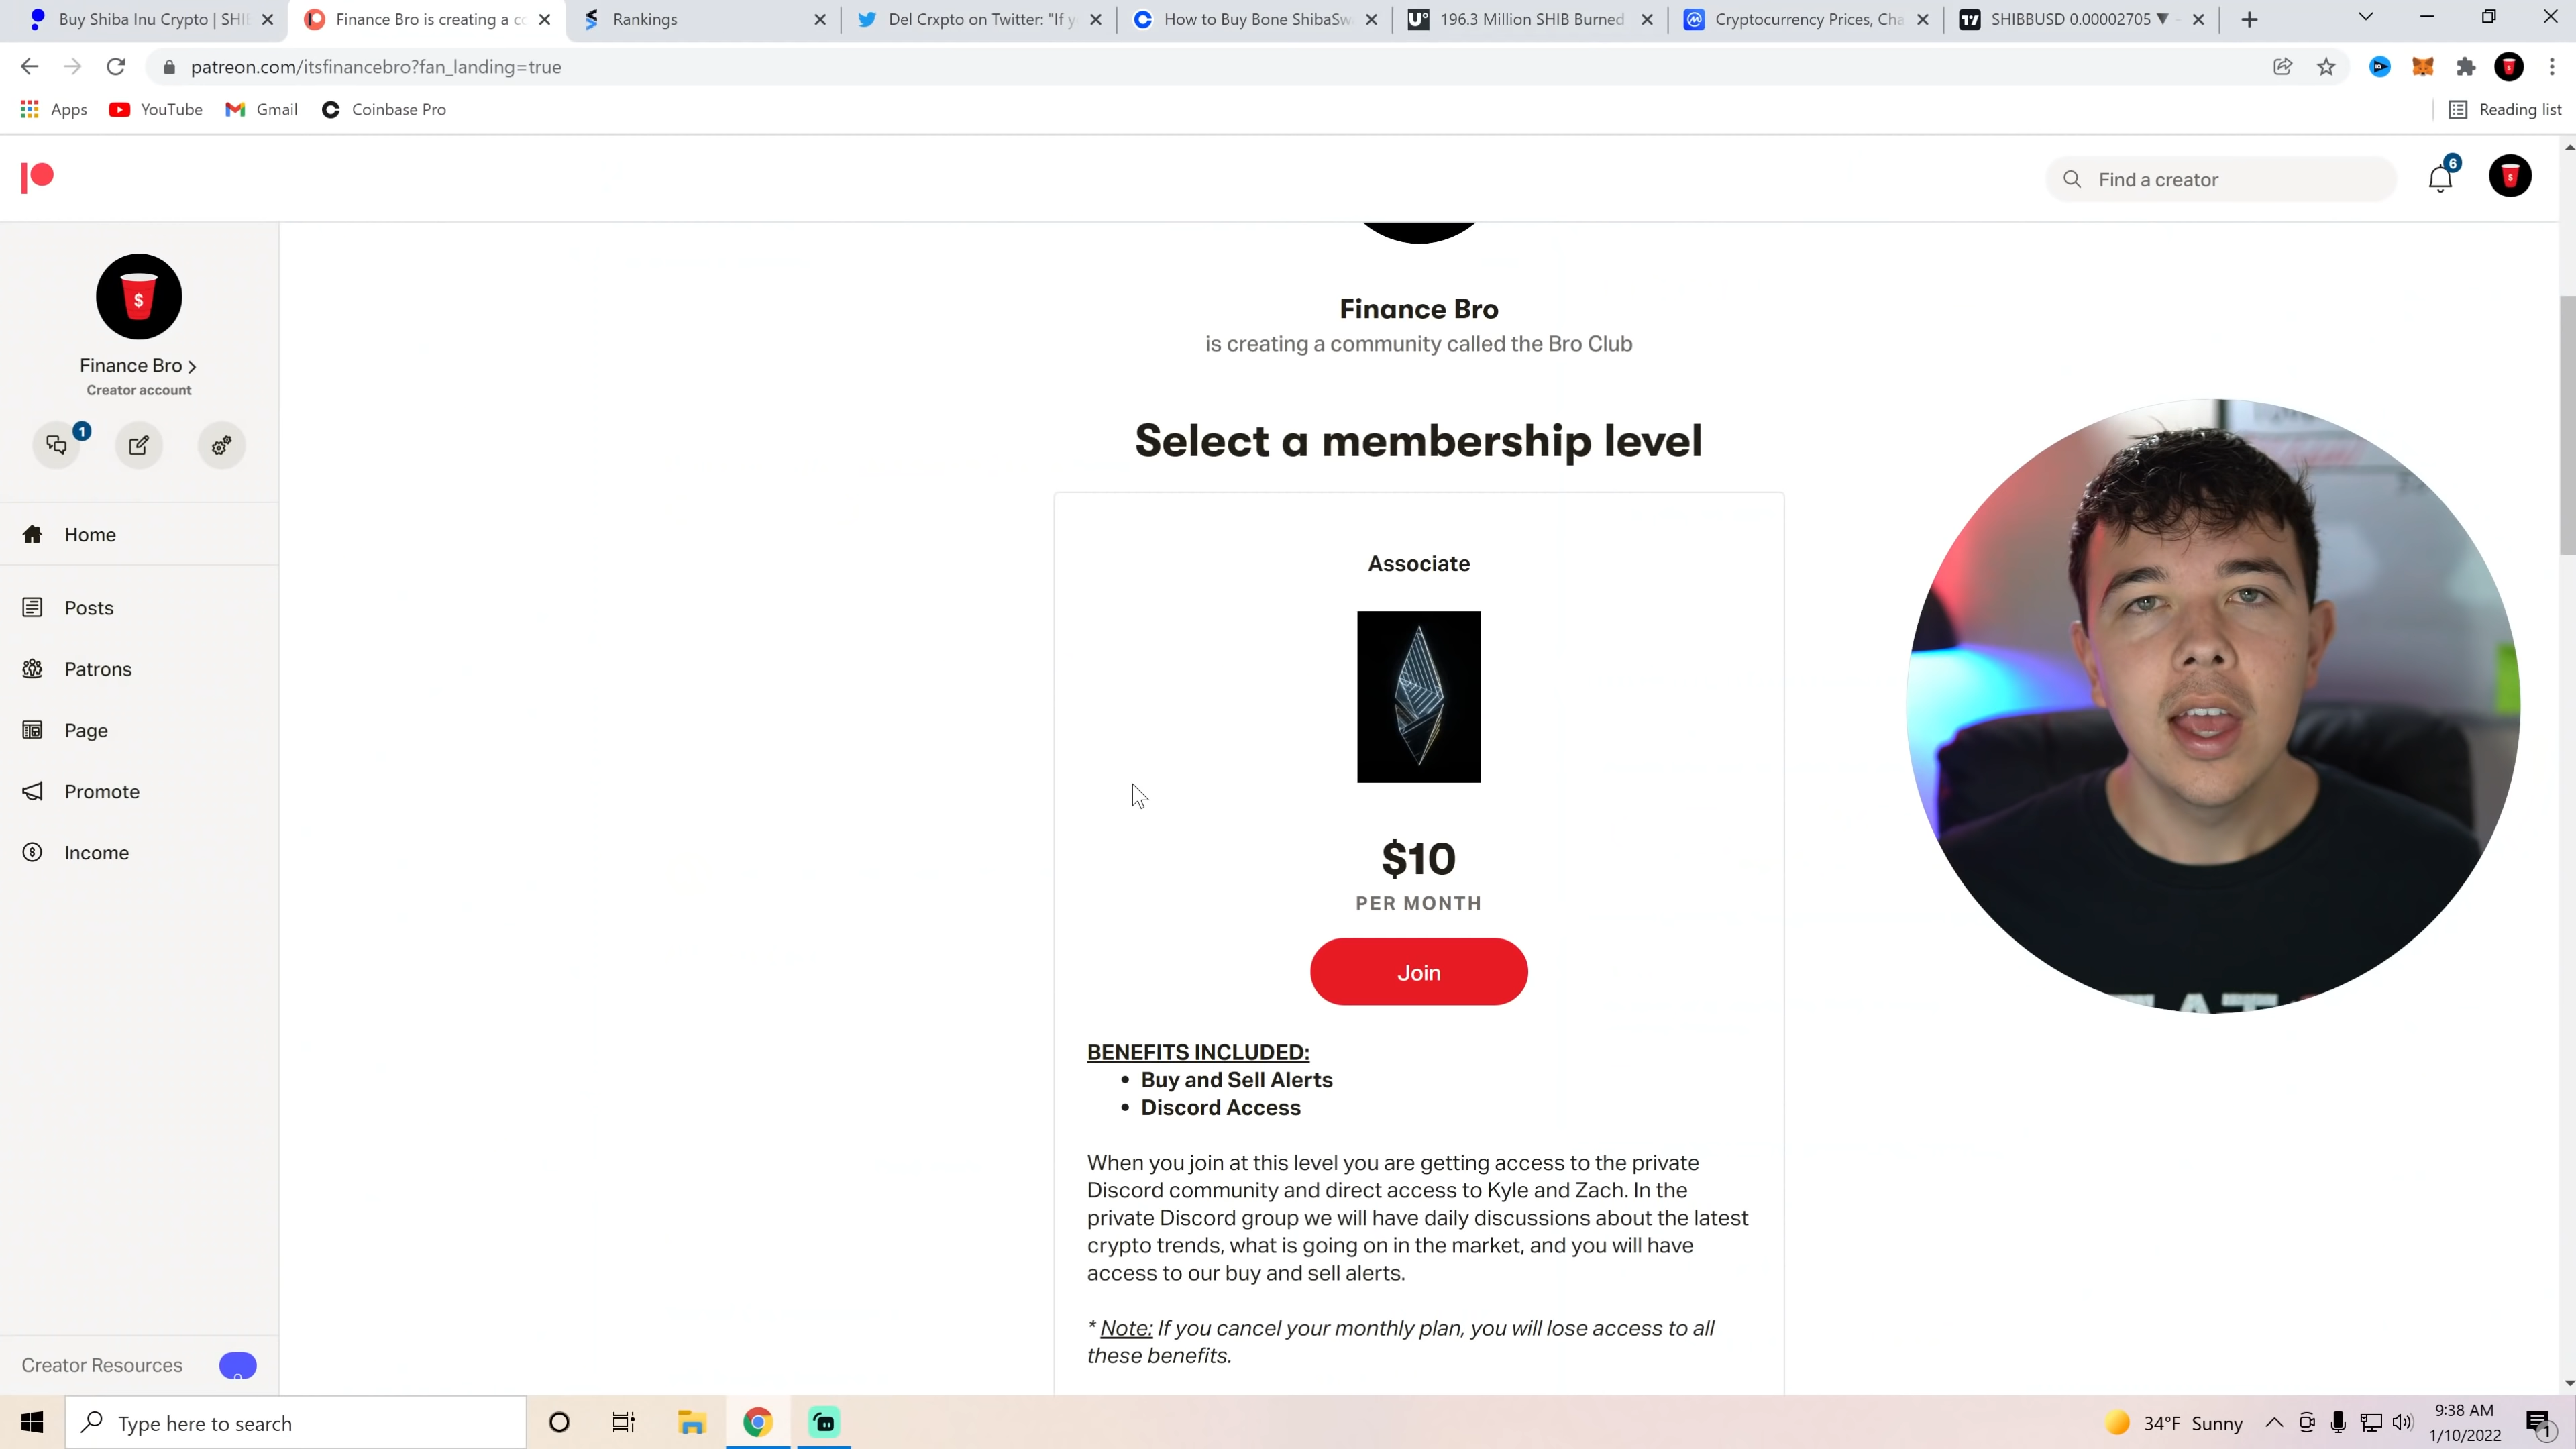 Buy Shiba Inu Crypto | SHI
Finance Bro is creating a co
Rankings
Del Crxpto on Twitter: "If y
How to Buy Bone ShibaSw
196.3 Million SHIB Burned
Cryptocurrency Prices, Cha
SHIBBUSD 0.00002705 ▼
patreon.com/itsfinancebro?fan_landing=true
Apps
YouTube
Gmail
Coinbase Pro
Reading list
Find a creator
6
$
Finance Bro >
Creator account
1
Home
Posts
Patrons
Page
Promote
Income
Creator Resources
Finance Bro
is creating a community called the Bro Club
Select a membership level
Associate
$10
PER MONTH
Join
BENEFITS INCLUDED:
• Buy and Sell Alerts
• Discord Access
When you join at this level you are getting access to the private
Discord community and direct access to Kyle and Zach. In the
private Discord group we will have daily discussions about the latest
crypto trends, what is going on in the market, and you will have
access to our buy and sell alerts.
* Note: If you cancel your monthly plan, you will lose access to all
these benefits.
Type here to search
34°F Sunny
9:38 AM
1/10/2022
1